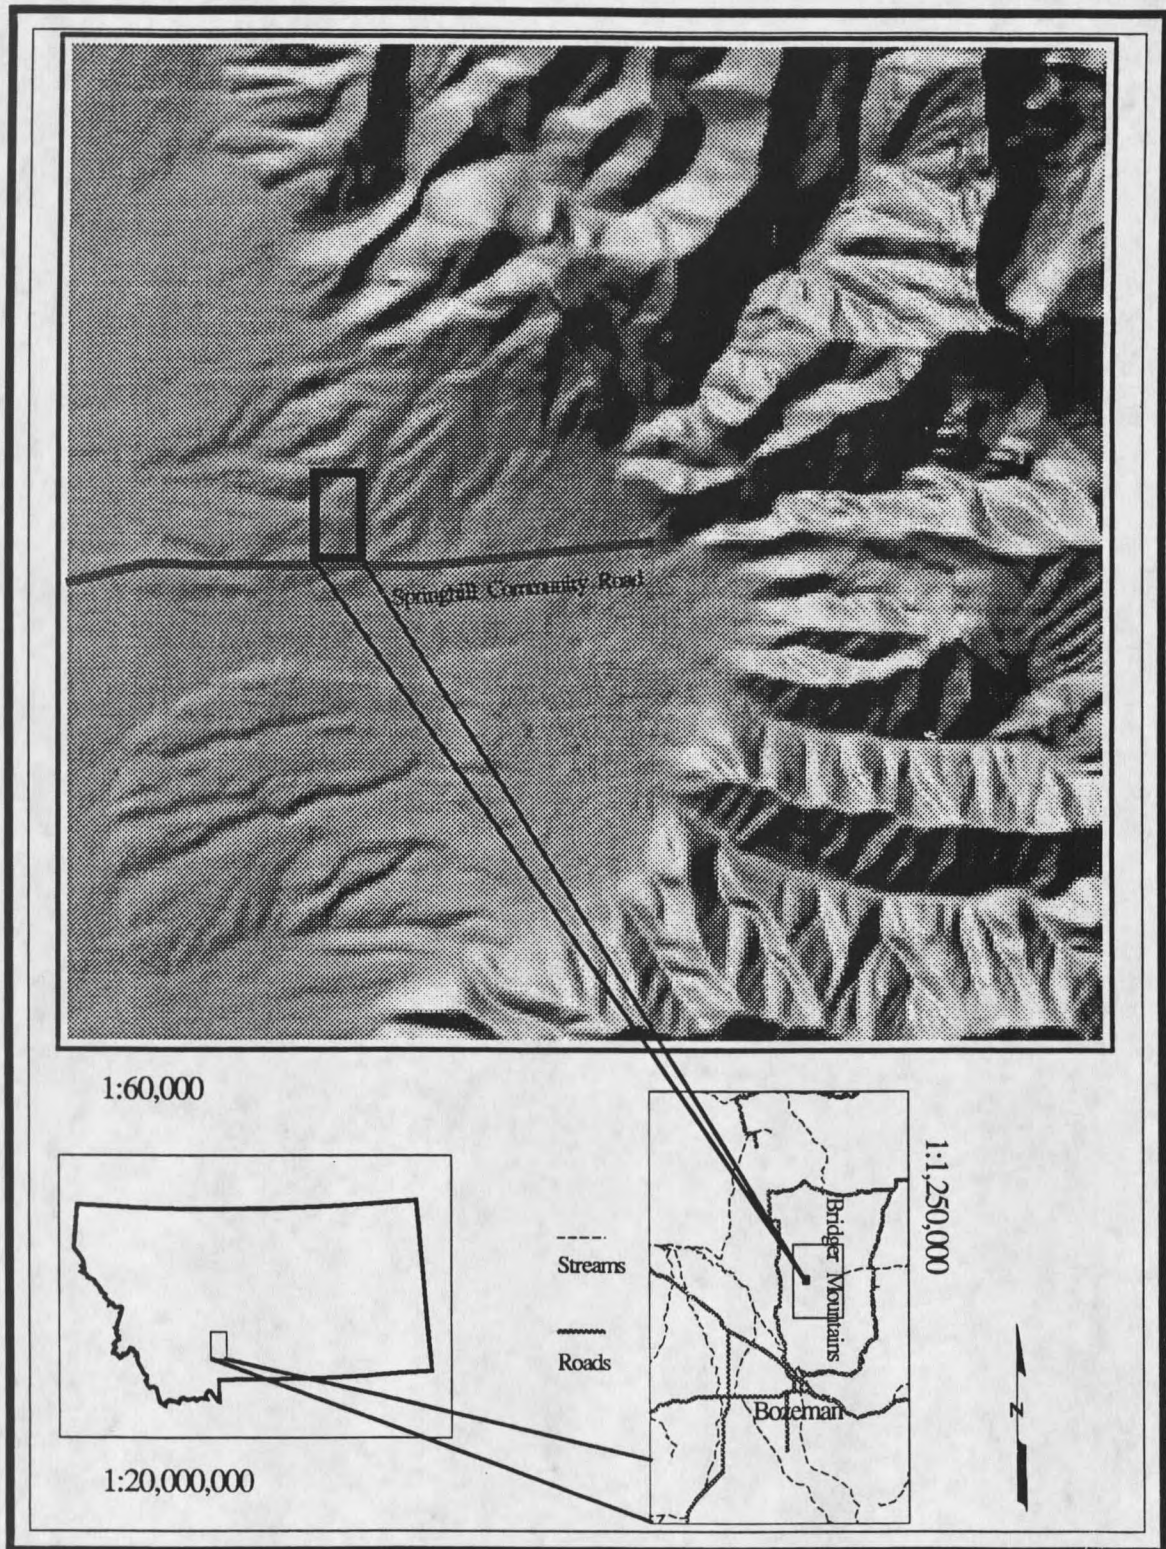 Springhill Community Road
1:60,000
1:1,250,000
Bridger Mountains
Streams
Roads
Bozeman
N
1:20,000,000